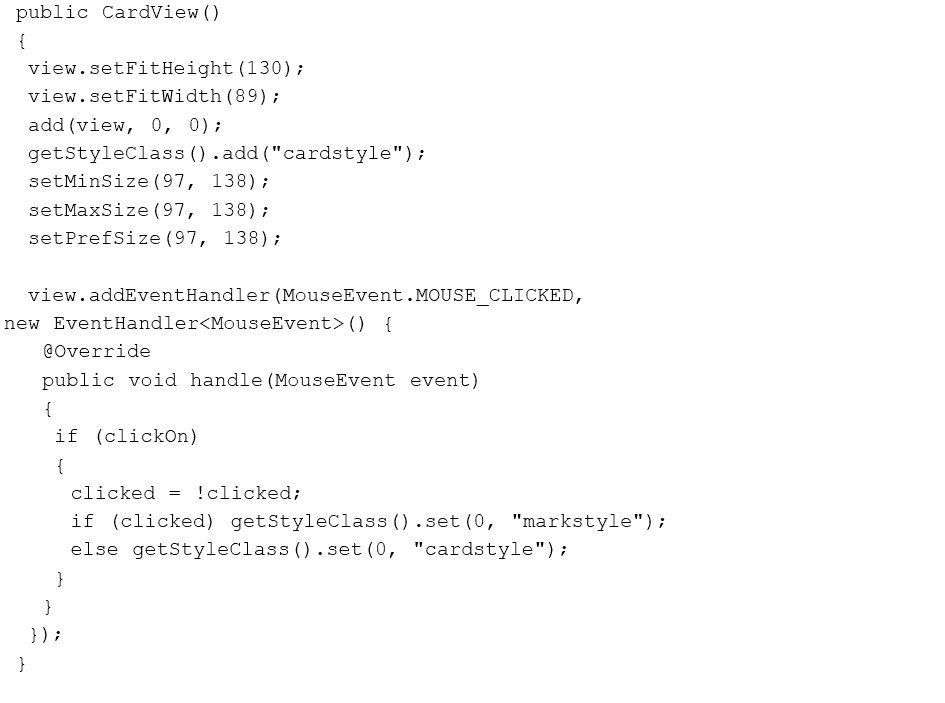 public CardView()
{
view.setFitHeight(130);
view.setFitWidth(89);
add(view, 0, 0);
getStyleClass().add("cardstyle");
setMinSize(97, 138);
setMaxSize(97, 138);
setPrefSize(97, 138);
view.addEventHandler(MouseEvent.MOUSE_CLICKED,
new EventHandler<MouseEvent>() {
@Override
public void handle(MouseEvent event)
{
if (clickOn)
{
clicked = !clicked;
if (clicked) getStyleClass().set(0, "markstyle");
else getStyleClass().set(0, "cardstyle");
}
}
});
}